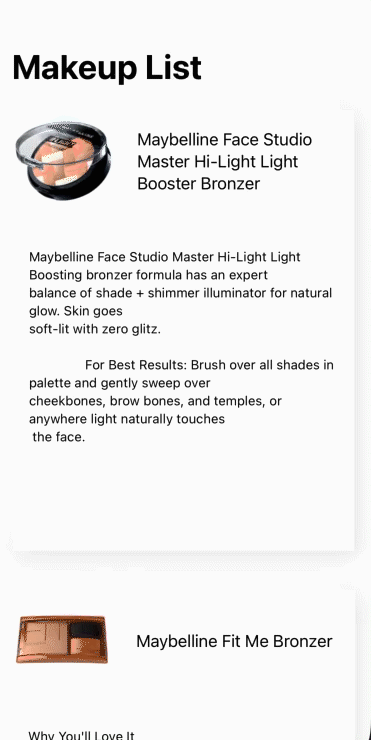 Makeup List
Maybelline Face Studio
Master Hi-Light Light
Booster Bronzer
Maybelline Face Studio Master Hi-Light Light
Boosting bronzer formula has an expert
balance of shade + shimmer illuminator for natural
glow. Skin goes
soft-lit with zero glitz.
For Best Results: Brush over all shades in
palette and gently sweep over
cheekbones, brow bones, and temples, or
anywhere light naturally touches
the face.
Maybelline Fit Me Bronzer
Why You'll Love It